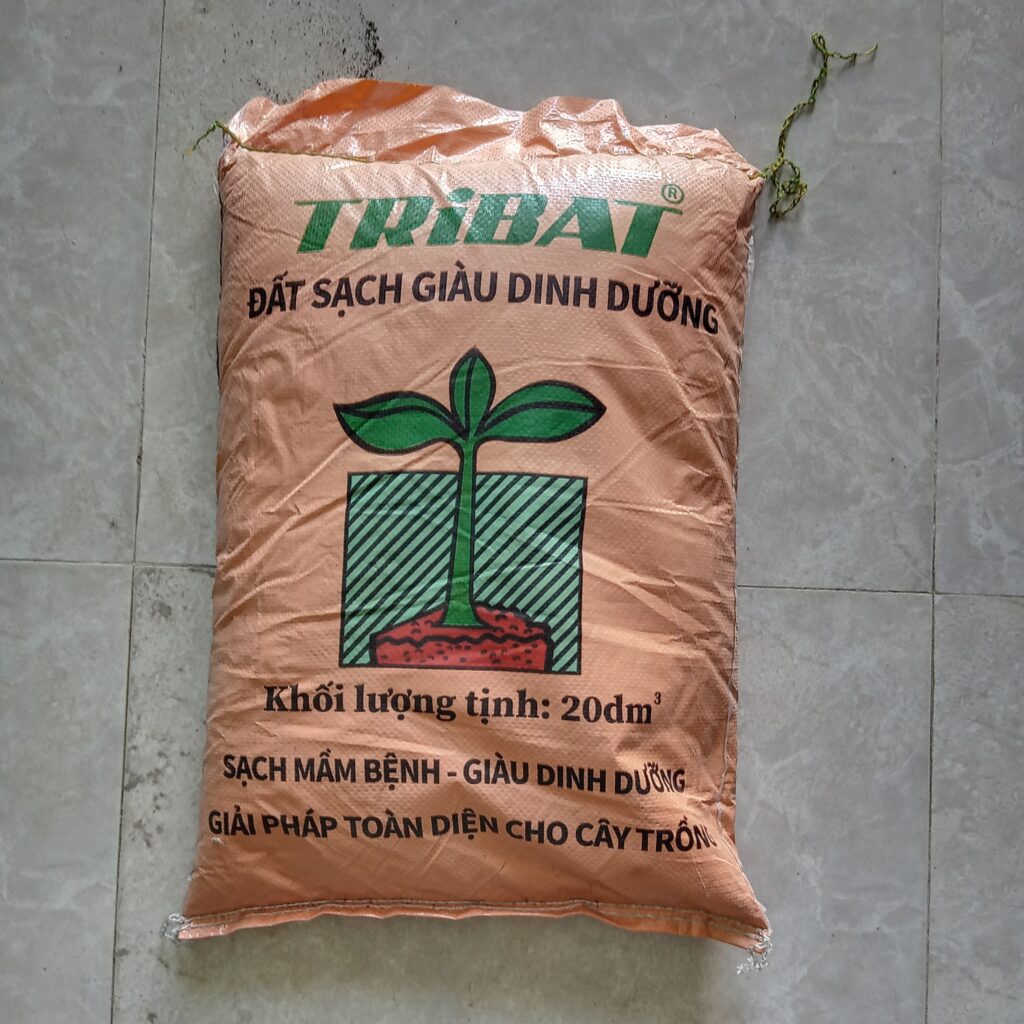 TRiBAT®
ĐẤT SẠCH GIÀU DINH DƯỠNG
Khối lượng tịnh: 20dm³
SẠCH MẦM BỆNH - GIÀU DINH DƯỠNG
GIẢI PHÁP TOÀN DIỆN CHO CÂY TRỒNG